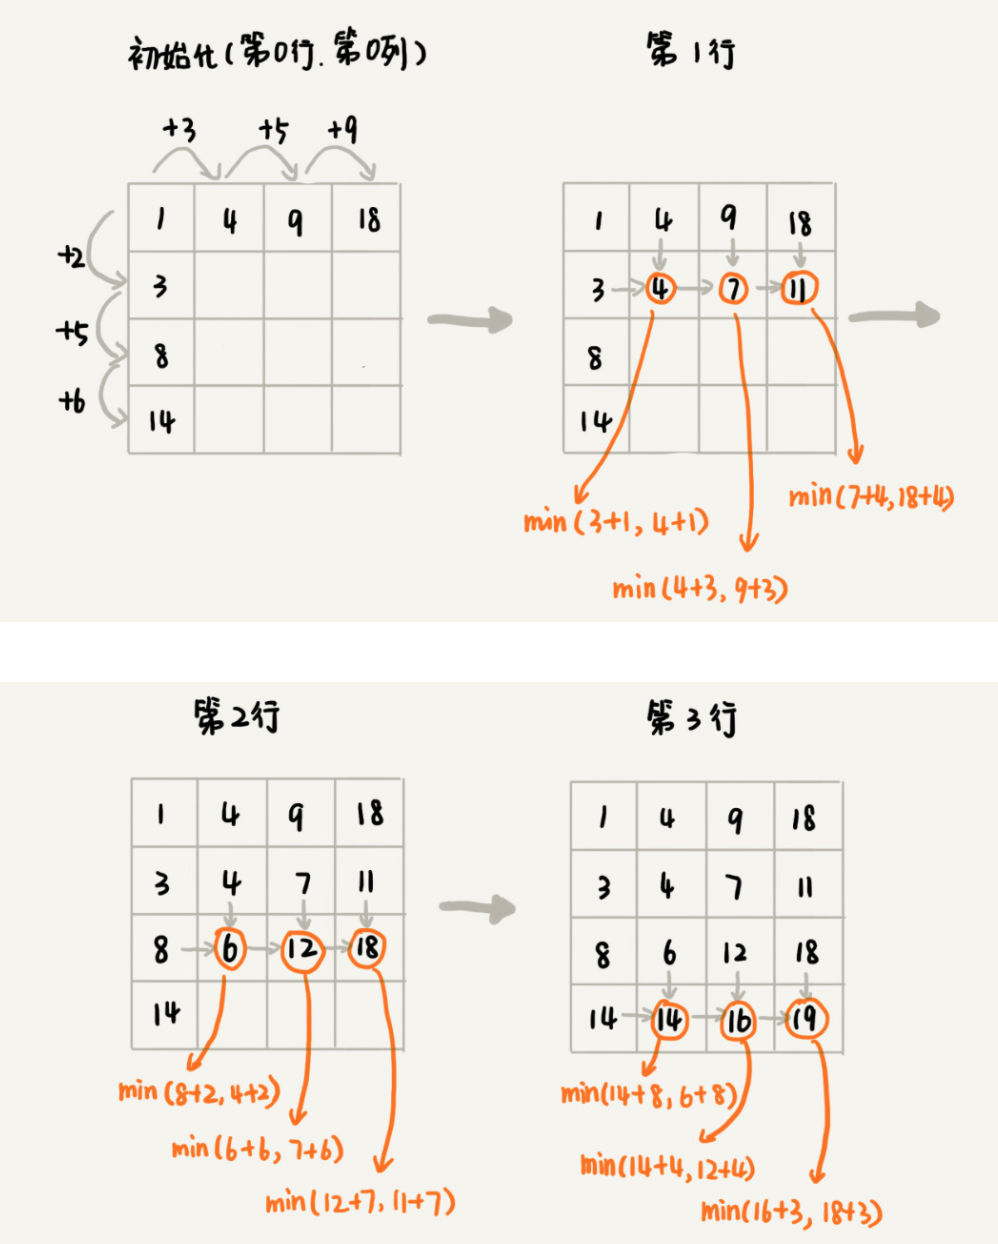 初始化(第0行.第0列)
第1行
+3 +5 +9
1 4 9 18
+2
3
+5
8
+6
14
1 4 9 18
3 4 7 11
8
14
min(3+1, 4+1)
min(4+3, 9+3)
min(7+4,18+4)
第2行
第3行
1 4 9 18
3 4 7 11
8 6 12 18
14
min(8+2,4+2)
min(6+6, 7+6)
min(12+7, 11+7)
1 4 9 18
3 4 7 11
8 6 12 18
14 14 16 19
min(14+8,6+8)
min(14+4,12+4)
min(16+3, 18+3)